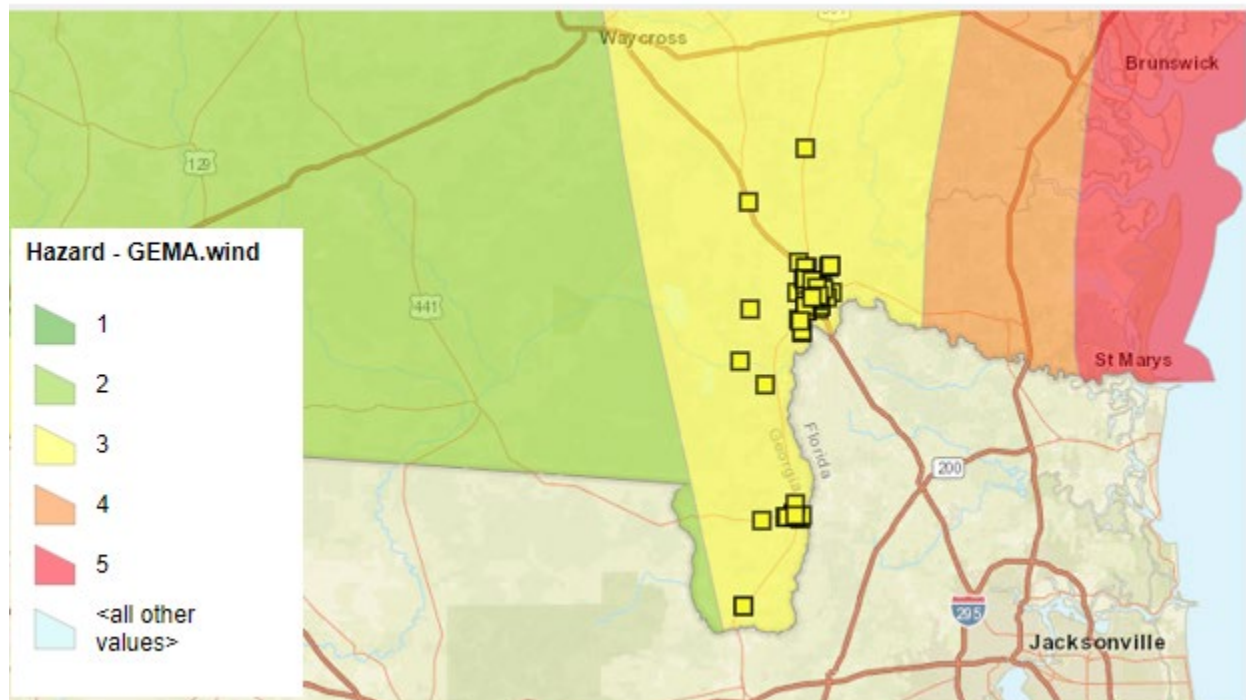 Waycross
Brunswick
129
Hazard - GEMA.wind
1
441
2
St Marys
3
Georgia
Florida
200
4
5
<all other
values>
295
Jacksonville